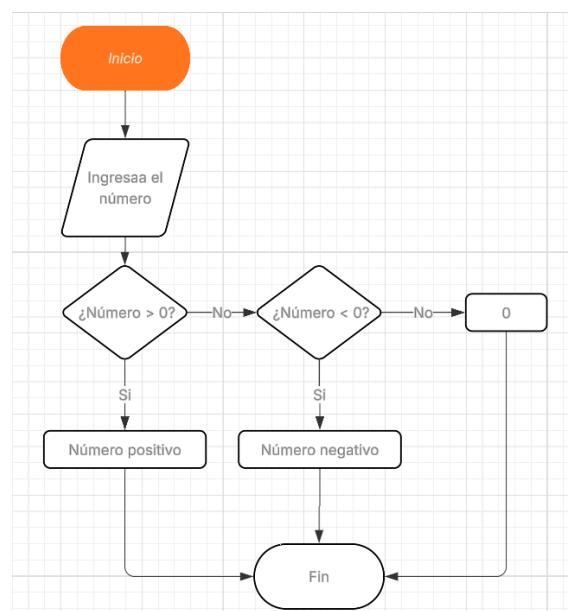 Inicio
Ingresaa el
número
¿Número > 0?
No
¿Número < 0?
No
0
Si
Si
Número positivo
Número negativo
Fin